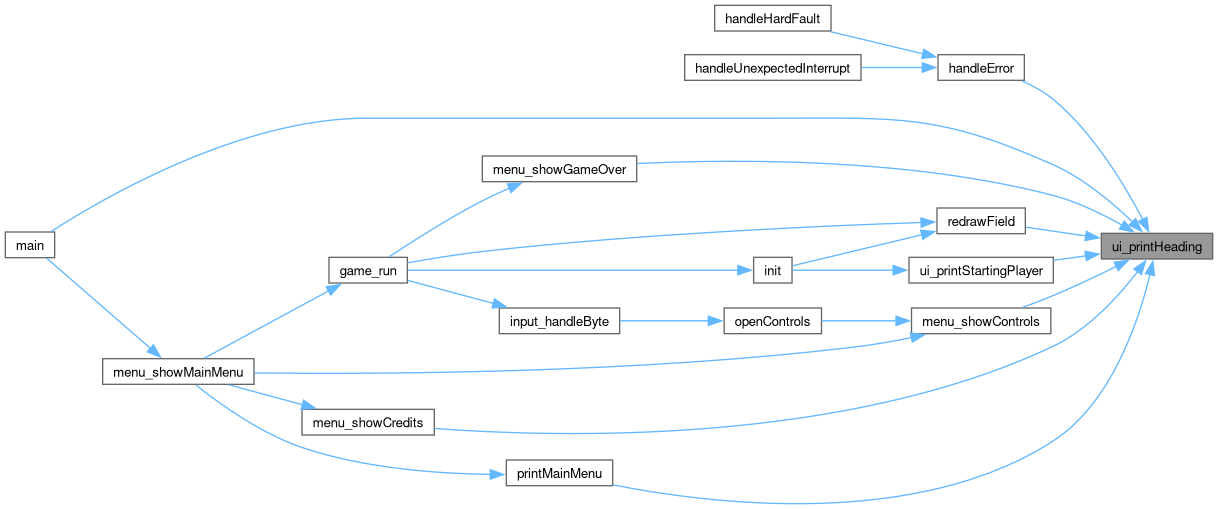 handleHardFault
handleUnexpectedInterrupt
handleError
menu_showGameOver
redrawField
main
ui_printHeading
game_run
init
ui_printStartingPlayer
input_handleByte
openControls
menu_showControls
menu_showMainMenu
menu_showCredits
printMainMenu